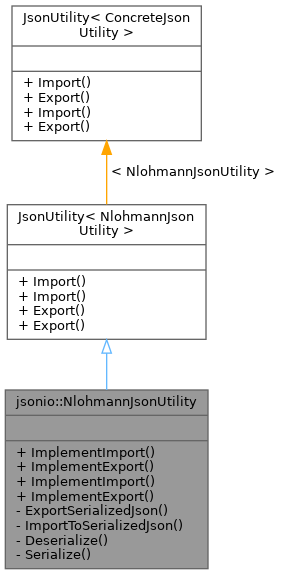 JsonUtility< ConcreteJson
Utility >
+ Import()
+ Export()
+ Import()
+ Export()
< NlohmannJsonUtility >
JsonUtility< NlohmannJson
Utility >
+ Import()
+ Import()
+ Export()
+ Export()
jsonio::NlohmannJsonUtility
+ ImplementImport()
+ ImplementExport()
+ ImplementImport()
+ ImplementExport()
- ExportSerializedJson()
- ImportToSerializedJson()
- Deserialize()
- Serialize()